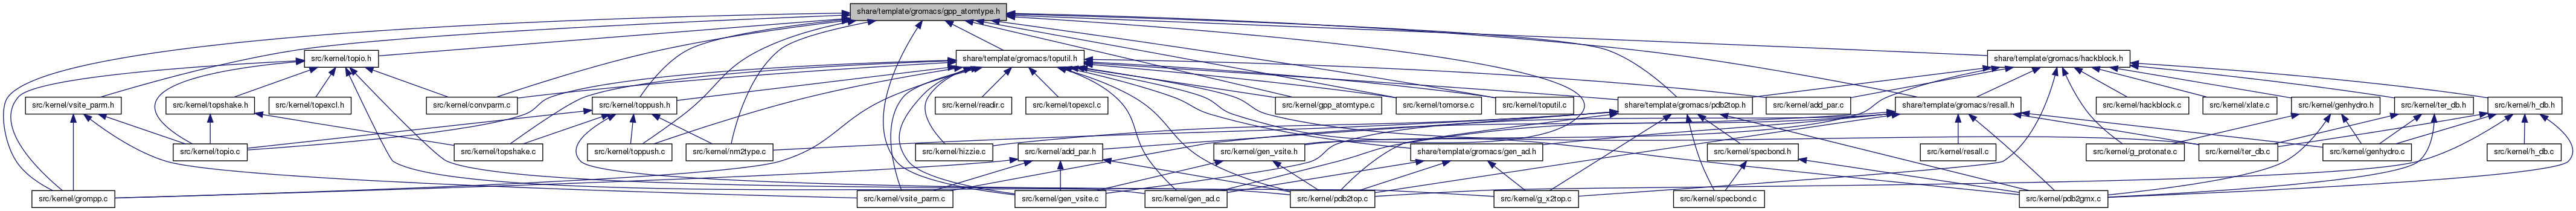 share/template/gromacs/gpp_atomtype.h
src/kernel/topio.h
share/template/gromacs/toputil.h
share/template/gromacs/hackblock.h
src/kernel/vsite_parm.h
src/kernel/topshake.h
src/kernel/topexcl.h
src/kernel/convparm.c
src/kernel/toppush.h
src/kernel/readir.c
src/kernel/topexcl.c
src/kernel/gpp_atomtype.c
src/kernel/tomorse.c
src/kernel/toputil.c
share/template/gromacs/pdb2top.h
src/kernel/add_par.c
share/template/gromacs/resall.h
src/kernel/hackblock.c
src/kernel/xlate.c
src/kernel/genhydro.h
src/kernel/ter_db.h
src/kernel/h_db.h
src/kernel/topio.c
src/kernel/topshake.c
src/kernel/toppush.c
src/kernel/nm2type.c
src/kernel/hizzie.c
src/kernel/add_par.h
src/kernel/gen_vsite.h
share/template/gromacs/gen_ad.h
src/kernel/specbond.h
src/kernel/resall.c
src/kernel/g_protonate.c
src/kernel/ter_db.c
src/kernel/genhydro.c
src/kernel/h_db.c
src/kernel/grompp.c
src/kernel/vsite_parm.c
src/kernel/gen_vsite.c
src/kernel/gen_ad.c
src/kernel/pdb2top.c
src/kernel/g_x2top.c
src/kernel/specbond.c
src/kernel/pdb2gmx.c